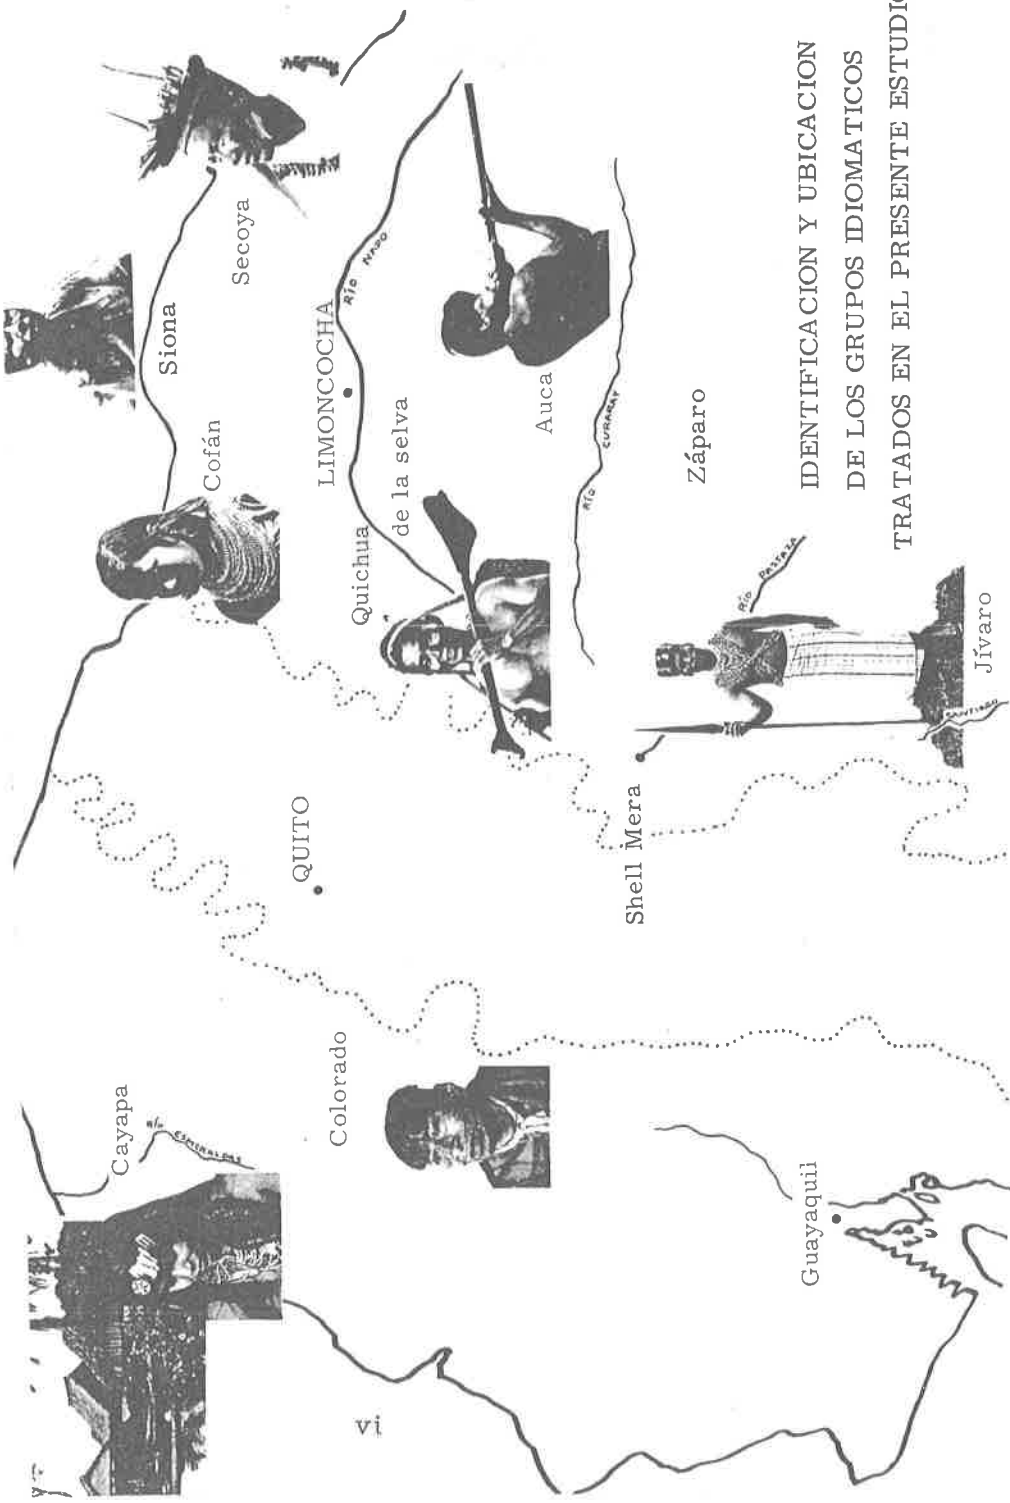 Cayapa
RÍO ESMERALDAS
Colorado
QUITO
Cofán
Siona
Secoya
LIMONCOCHA
RÍO NAPO
Quichua
de la selva
Auca
RÍO CURARAY
Záparo
Shell Mera
RÍO PASTAZA
SANTIAGO
Jívaro
Guayaquil
IDENTIFICACION Y UBICACION
DE LOS GRUPOS IDIOMATICOS
TRATADOS EN EL PRESENTE ESTUDIO
vi